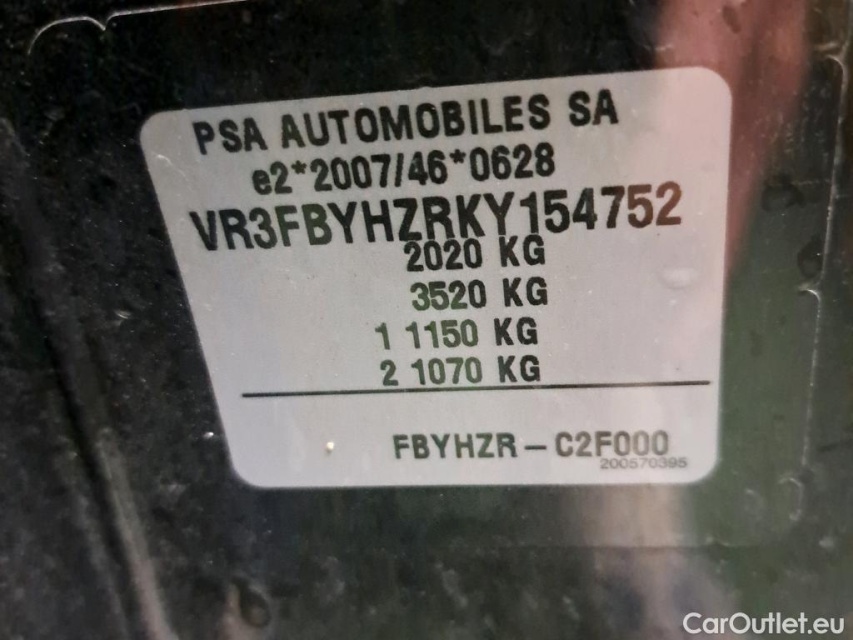 PSA AUTOMOBILES SA
e2*2007/46*0628
VR3FBYHZRKY154752
2020 KG
3520 KG
1 1150 KG
2 1070 KG
FBYHZR – C2F000
200570395
CarOutlet.eu